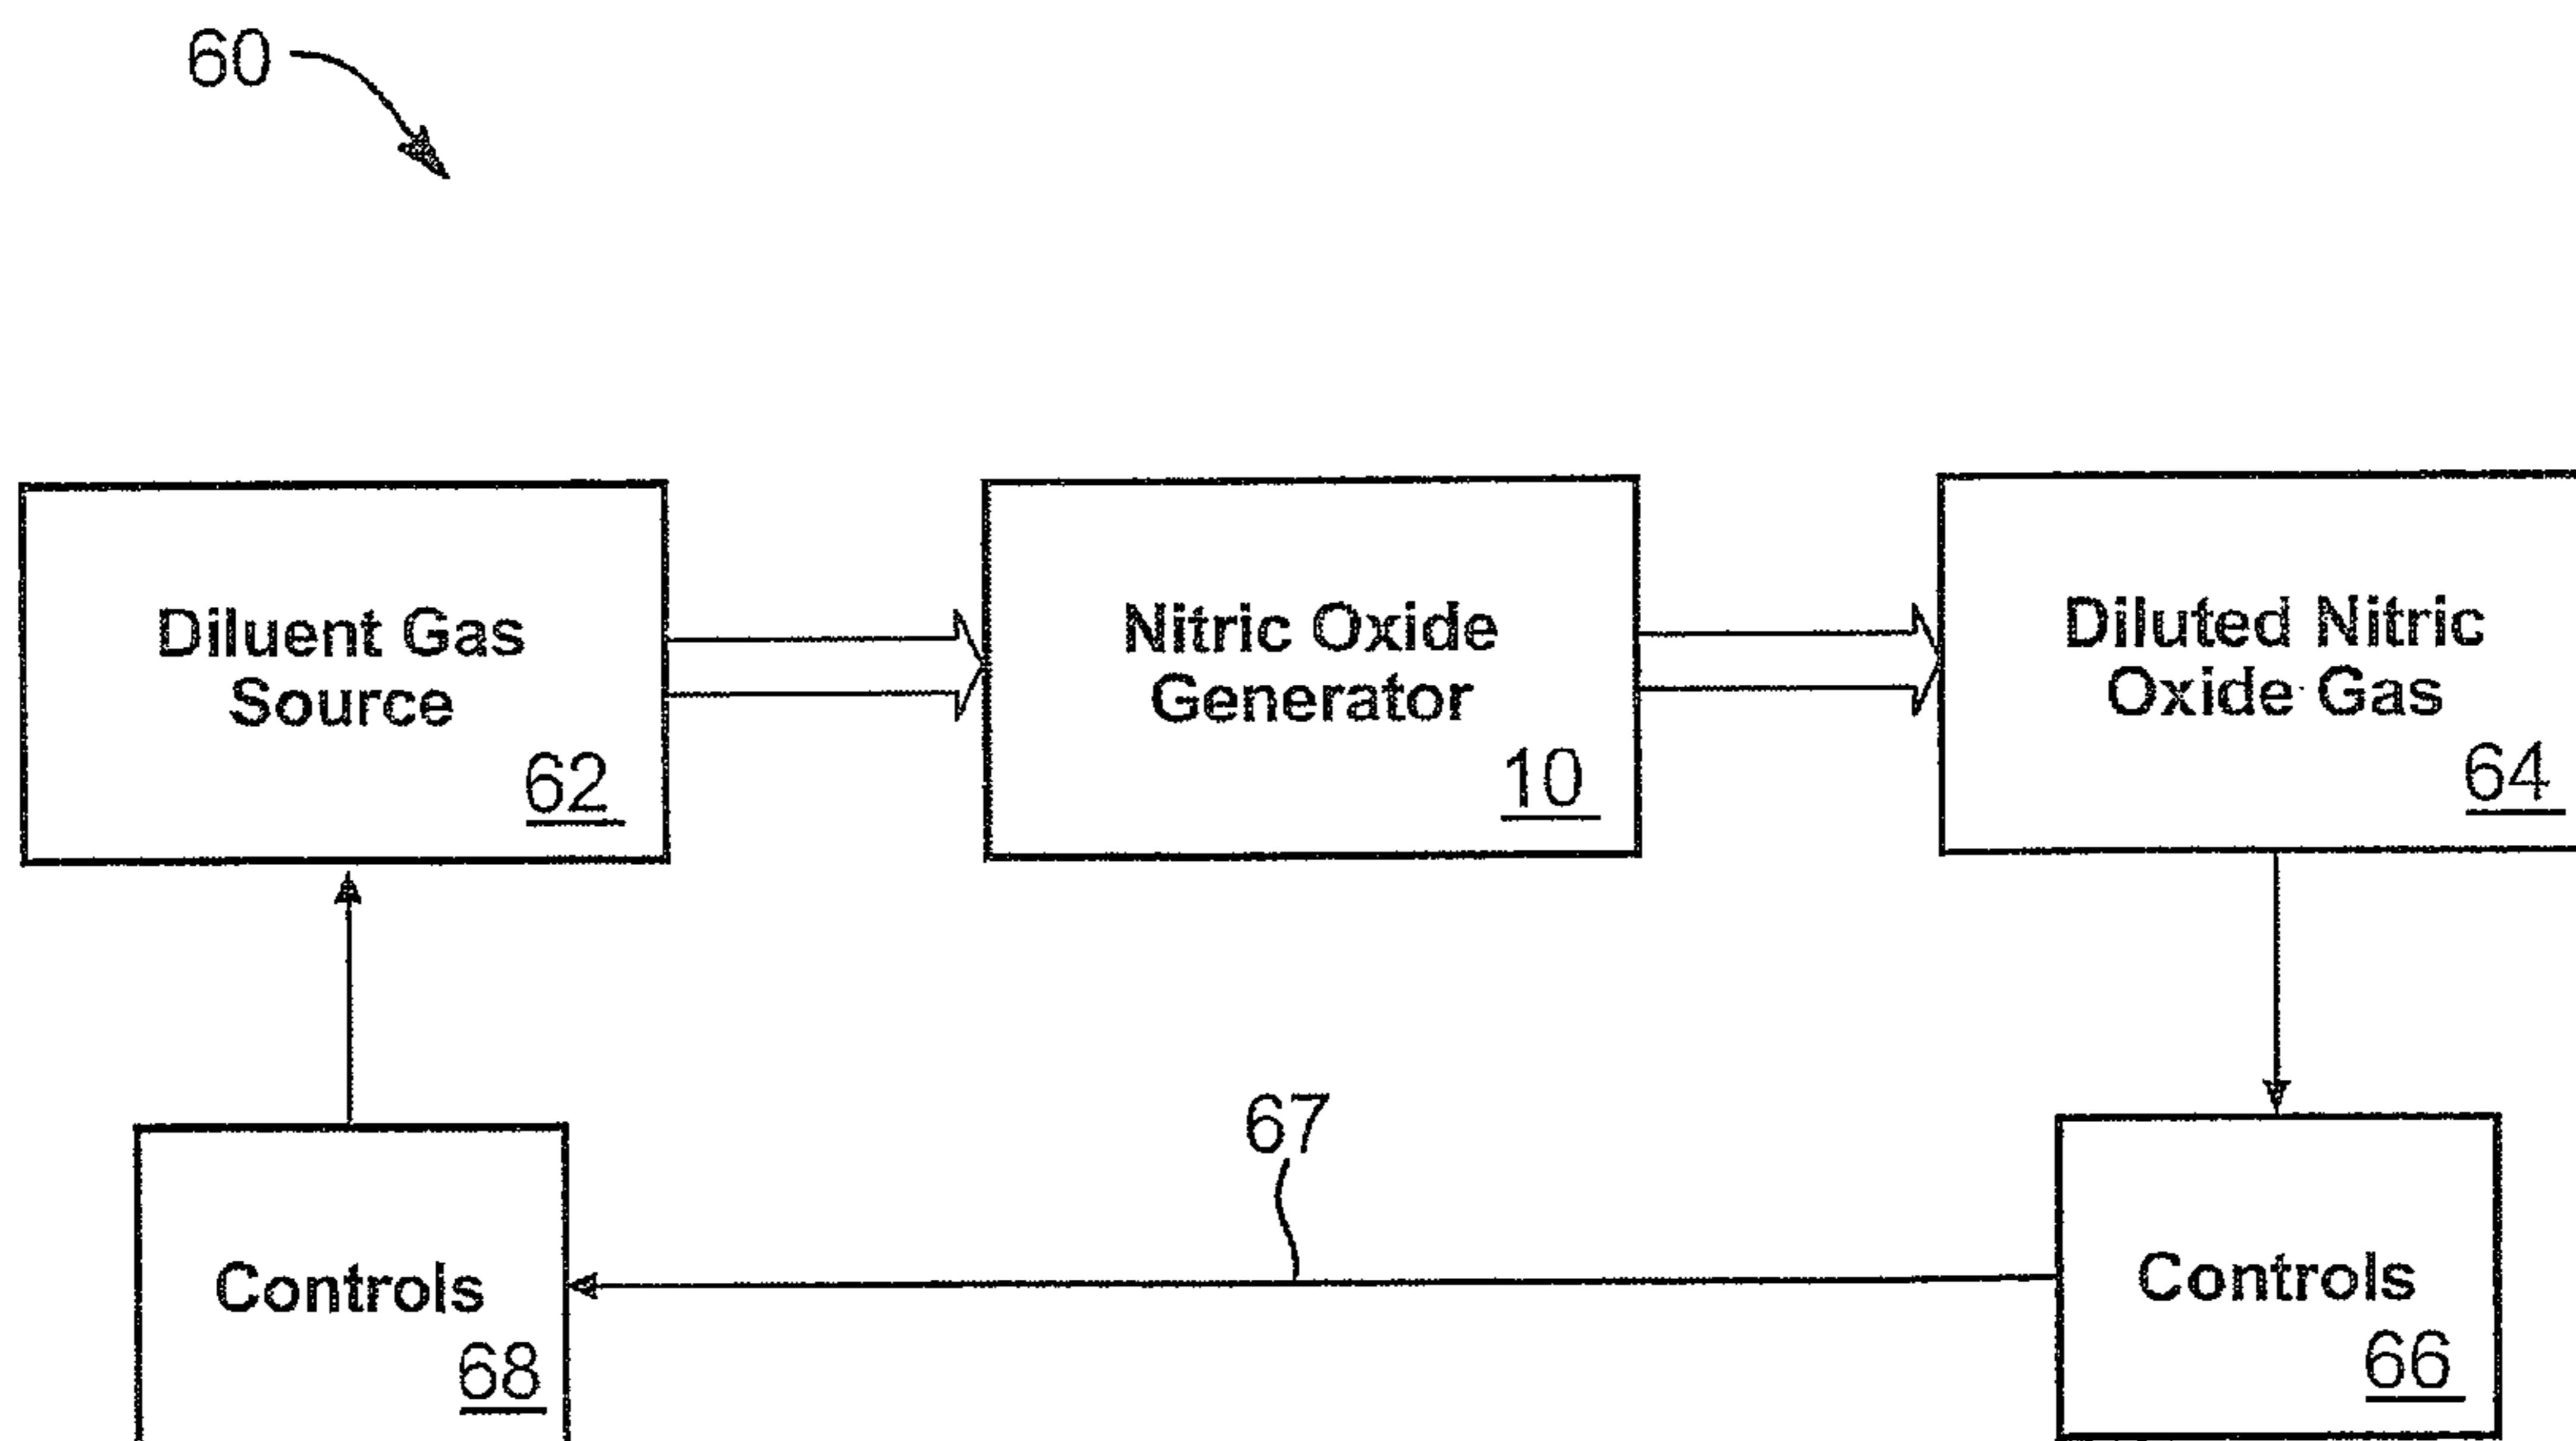 60
Diluent Gas
Source
62
Nitric Oxide
Generator
10
Diluted Nitric
Oxide Gas
64
67
Controls
68
Controls
66